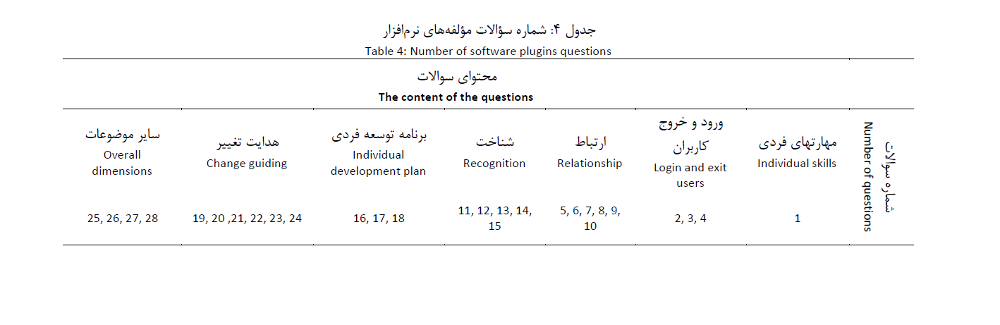 جدول ۴: شماره سؤالات مؤلفه‌های نرم‌افزار
Table 4: Number of software plugins questions
محتوای سوالات
The content of the questions
شماره سوالات
Number of questions
مهارتهای فردی
Individual skills
1
ورود و خروج
کاربران
Login and exit
users
2, 3, 4
ارتباط
Relationship
5, 6, 7, 8, 9,
10
شناخت
Recognition
11, 12, 13, 14,
15
برنامه توسعه فردی
Individual
development plan
16, 17, 18
هدایت تغییر
Change guiding
19, 20 ,21, 22, 23, 24
سایر موضوعات
Overall
dimensions
25, 26, 27, 28